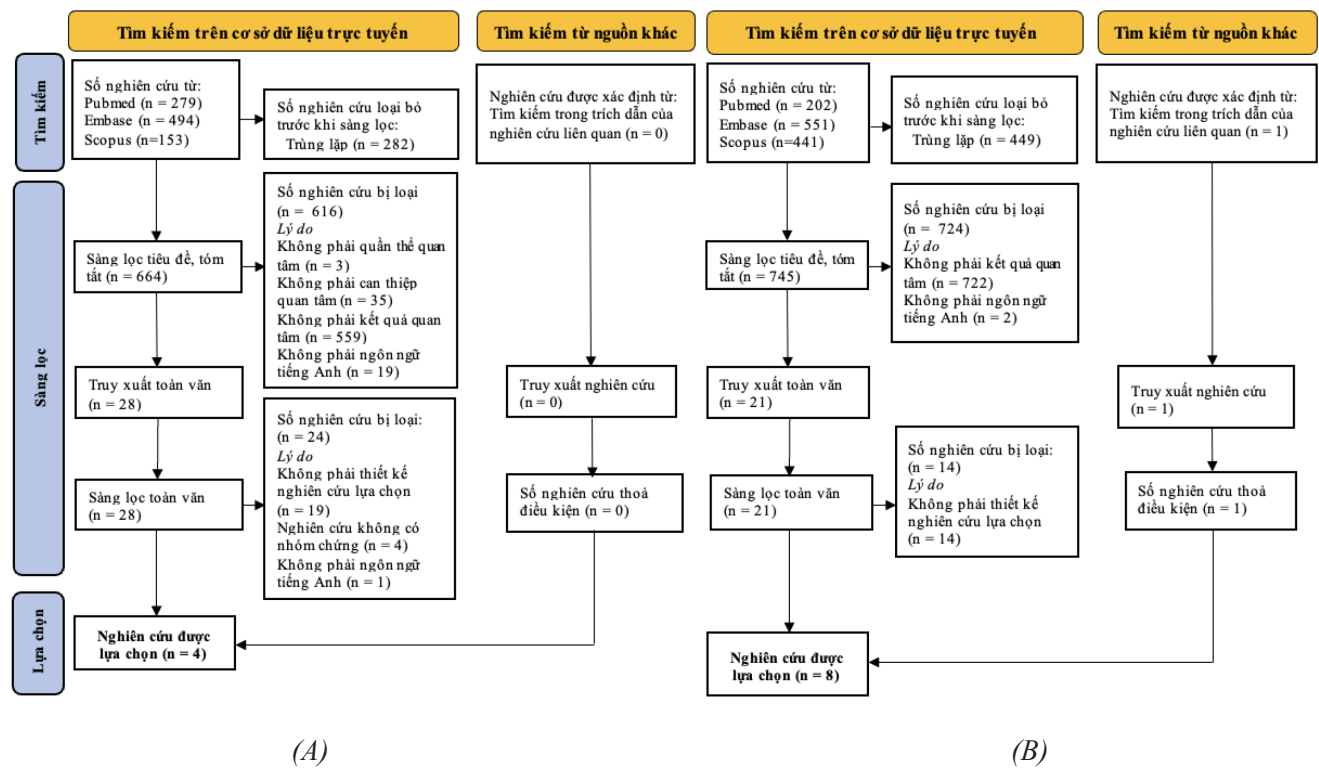 Tìm kiếm trên cơ sở dữ liệu trực tuyến
Tìm kiếm từ nguồn khác
Tìm kiếm
Số nghiên cứu từ:
Pubmed (n = 279)
Embase (n = 494)
Scopus (n=153)
Số nghiên cứu loại bỏ
trước khi sàng lọc:
Trùng lặp (n = 282)
Nghiên cứu được xác định từ:
Tìm kiếm trong trích dẫn của
nghiên cứu liên quan (n = 0)
Sàng lọc
Sàng lọc tiêu đề, tóm
tắt (n = 664)
Số nghiên cứu bị loại
(n = 616)
Lý do
Không phải quần thể quan
tâm (n = 3)
Không phải can thiệp
quan tâm (n = 35)
Không phải kết quả quan
tâm (n = 559)
Không phải ngôn ngữ
tiếng Anh (n = 19)
Truy xuất toàn văn
(n = 28)
Truy xuất nghiên cứu
(n = 0)
Sàng lọc toàn văn
(n = 28)
Số nghiên cứu bị loại:
(n = 24)
Lý do
Không phải thiết kế
nghiên cứu lựa chọn
(n = 19)
Nghiên cứu không có
nhóm chứng (n = 4)
Không phải ngôn ngữ
tiếng Anh (n = 1)
Số nghiên cứu thoả
điều kiện (n = 0)
Lựa chọn
Nghiên cứu được
lựa chọn (n = 4)
(A)
Tìm kiếm trên cơ sở dữ liệu trực tuyến
Tìm kiếm từ nguồn khác
Số nghiên cứu từ:
Pubmed (n = 202)
Embase (n = 551)
Scopus (n=441)
Số nghiên cứu loại bỏ
trước khi sàng lọc:
Trùng lặp (n = 449)
Nghiên cứu được xác định từ:
Tìm kiếm trong trích dẫn của
nghiên cứu liên quan (n = 1)
Sàng lọc tiêu đề, tóm
tắt (n = 745)
Số nghiên cứu bị loại
(n = 724)
Lý do
Không phải kết quả quan
tâm (n = 722)
Không phải ngôn ngữ
tiếng Anh (n = 2)
Truy xuất toàn văn
(n = 21)
Truy xuất nghiên cứu
(n = 1)
Sàng lọc toàn văn
(n = 21)
Số nghiên cứu bị loại:
(n = 14)
Lý do
Không phải thiết kế
nghiên cứu lựa chọn
(n = 14)
Số nghiên cứu thoả
điều kiện (n = 1)
Nghiên cứu được
lựa chọn (n = 8)
(B)